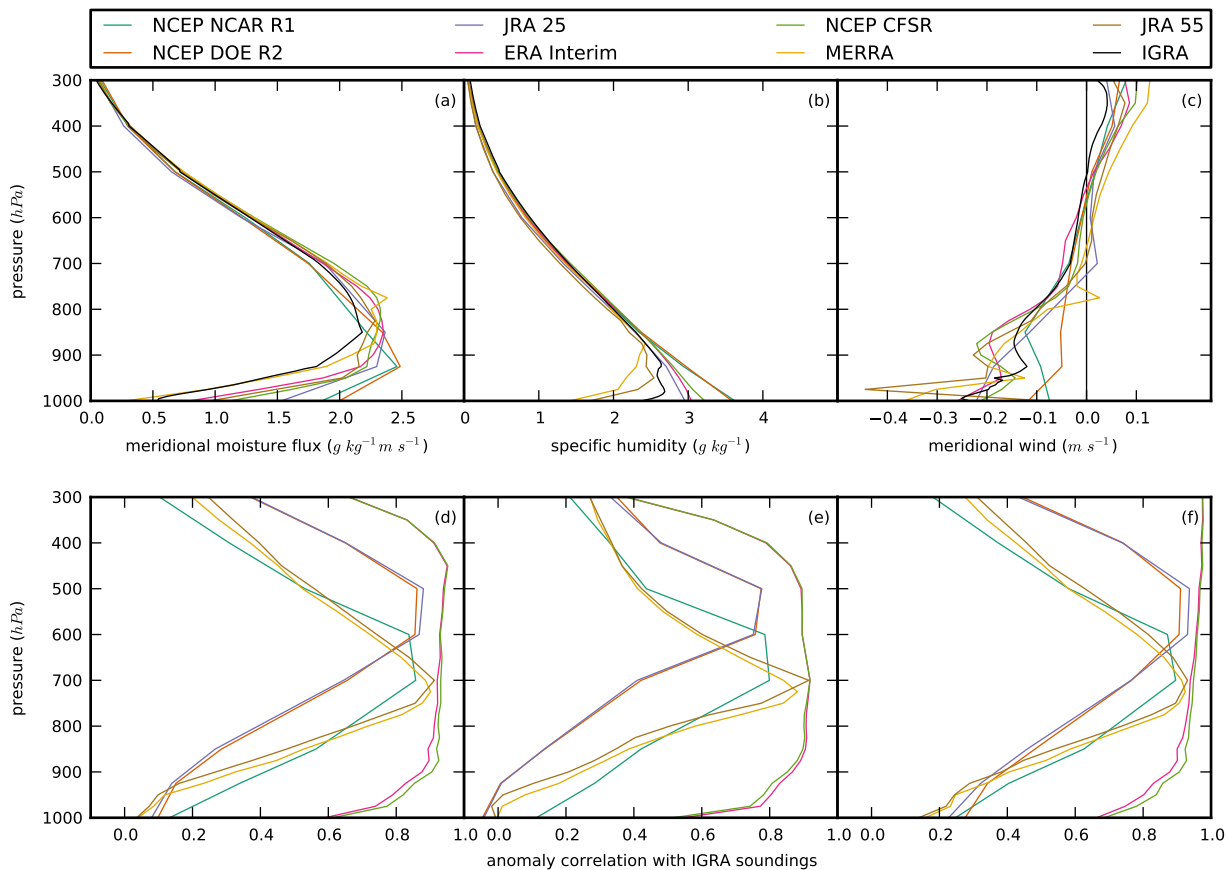 NCEP NCAR R1 JRA 25 NCEP CFSR JRA 55
NCEP DOE R2 ERA Interim MERRA IGRA
300 (a) (b) (c)
400
500
600
700
800
900
1000
pressure (hPa)
0.0 0.5 1.0 1.5 2.0 2.5 0 1 2 3 4 −0.4 −0.3 −0.2 −0.1 0.0 0.1
meridional moisture flux (g kg⁻¹ m s⁻¹) specific humidity (g kg⁻¹) meridional wind (m s⁻¹)
300 (d) (e) (f)
400
500
600
700
800
900
1000
pressure (hPa)
0.0 0.2 0.4 0.6 0.8 1.0 0.0 0.2 0.4 0.6 0.8 1.0 0.0 0.2 0.4 0.6 0.8 1.0
anomaly correlation with IGRA soundings